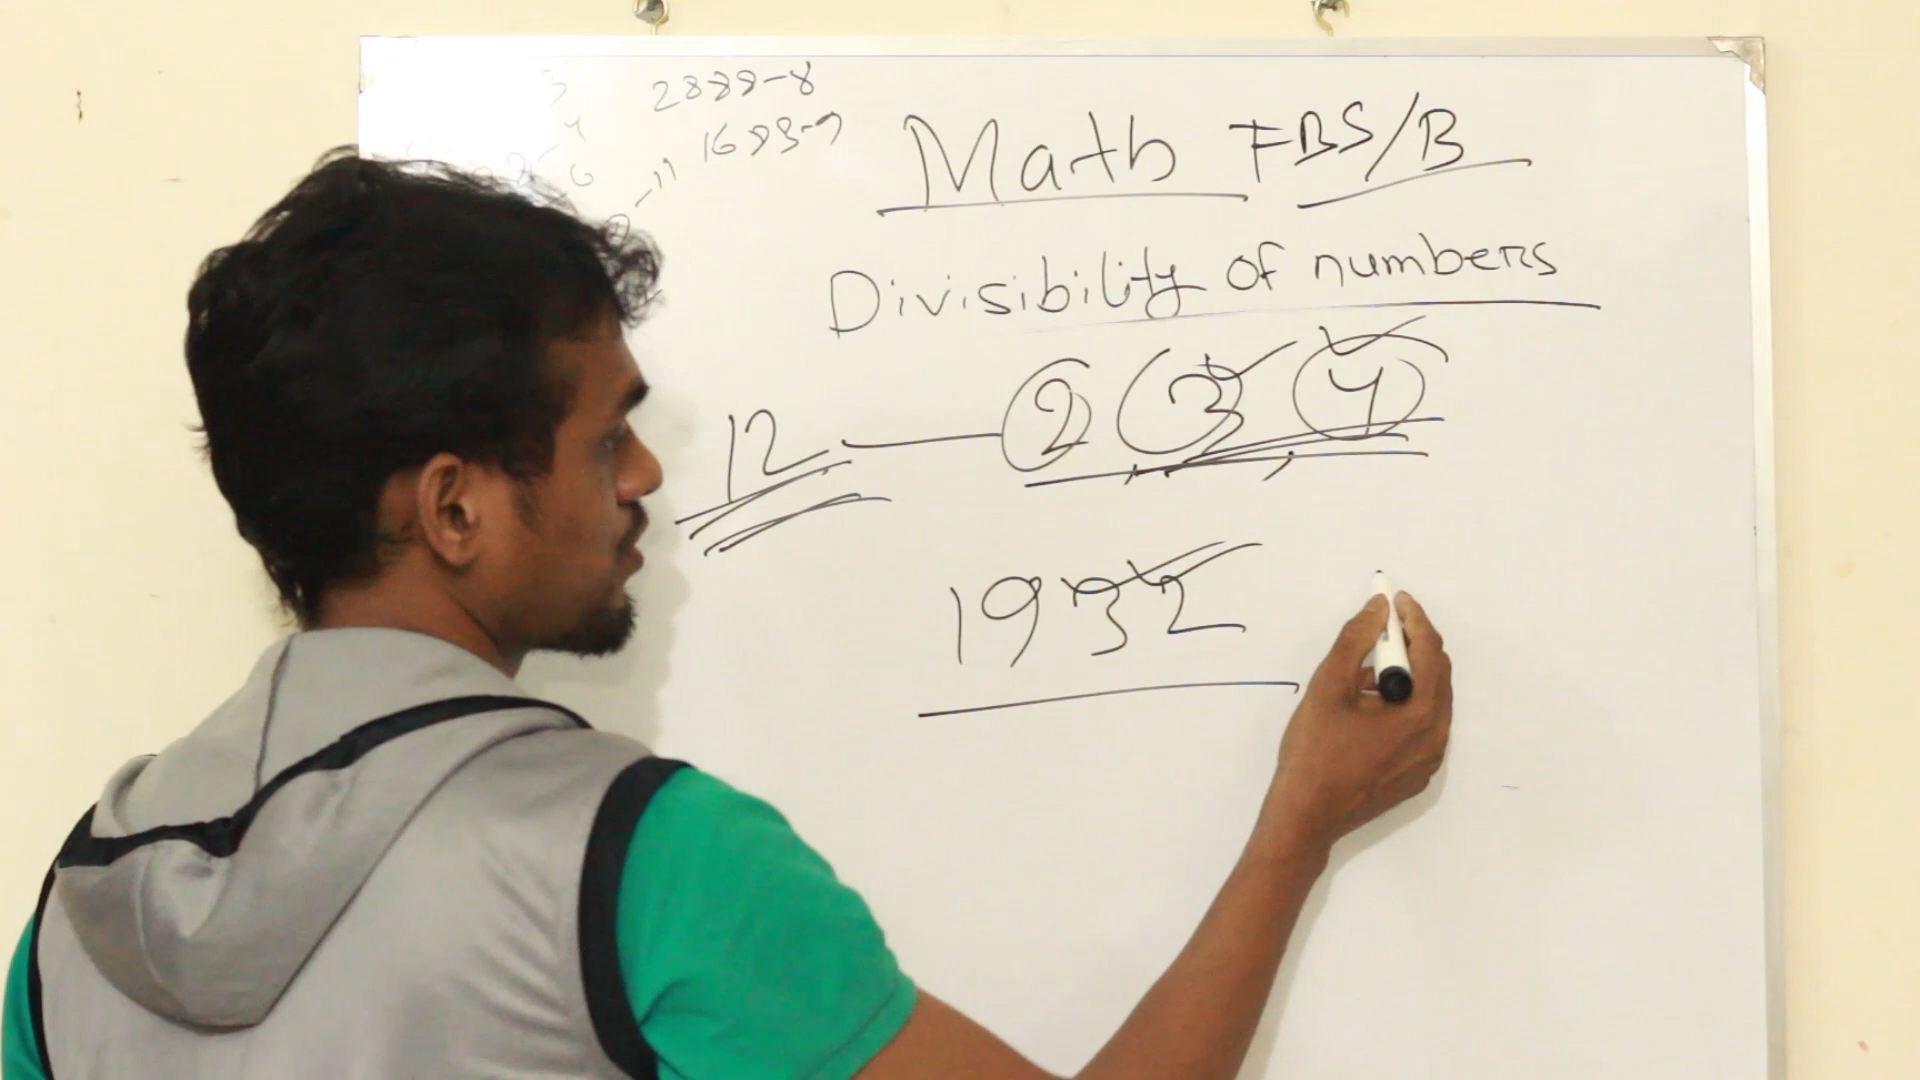 Math FBS/B
Divisibility of numbers
12 — 2, 3, 4
1932